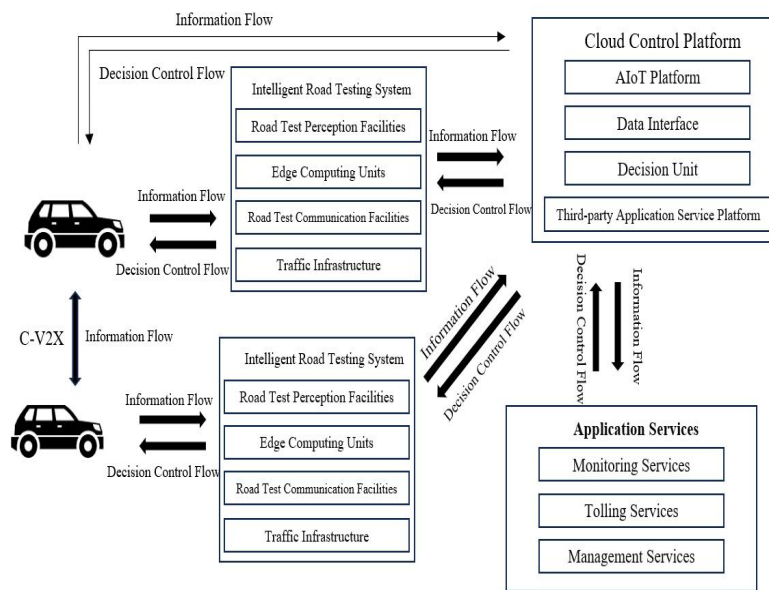 Information Flow
Decision Control Flow
Cloud Control Platform
AIoT Platform
Data Interface
Decision Unit
Third-party Application Service Platform
Intelligent Road Testing System
Road Test Perception Facilities
Edge Computing Units
Road Test Communication Facilities
Traffic Infrastructure
Information Flow
Decision Control Flow
Information Flow
Decision Control Flow
C-V2X
Information Flow
Information Flow
Decision Control Flow
Intelligent Road Testing System
Road Test Perception Facilities
Edge Computing Units
Road Test Communication Facilities
Traffic Infrastructure
Information Flow
Decision Control Flow
Decision Control Flow
Information Flow
Application Services
Monitoring Services
Tolling Services
Management Services